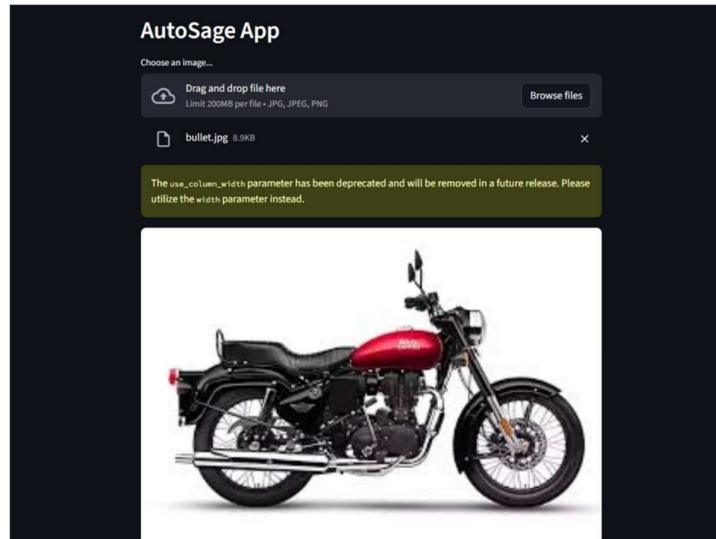 AutoSage App
Choose an image...
Drag and drop file here
Limit 200MB per file • JPG, JPEG, PNG
Browse files
bullet.jpg 8.9KB
The use_column_width parameter has been deprecated and will be removed in a future release. Please
utilize the width parameter instead.